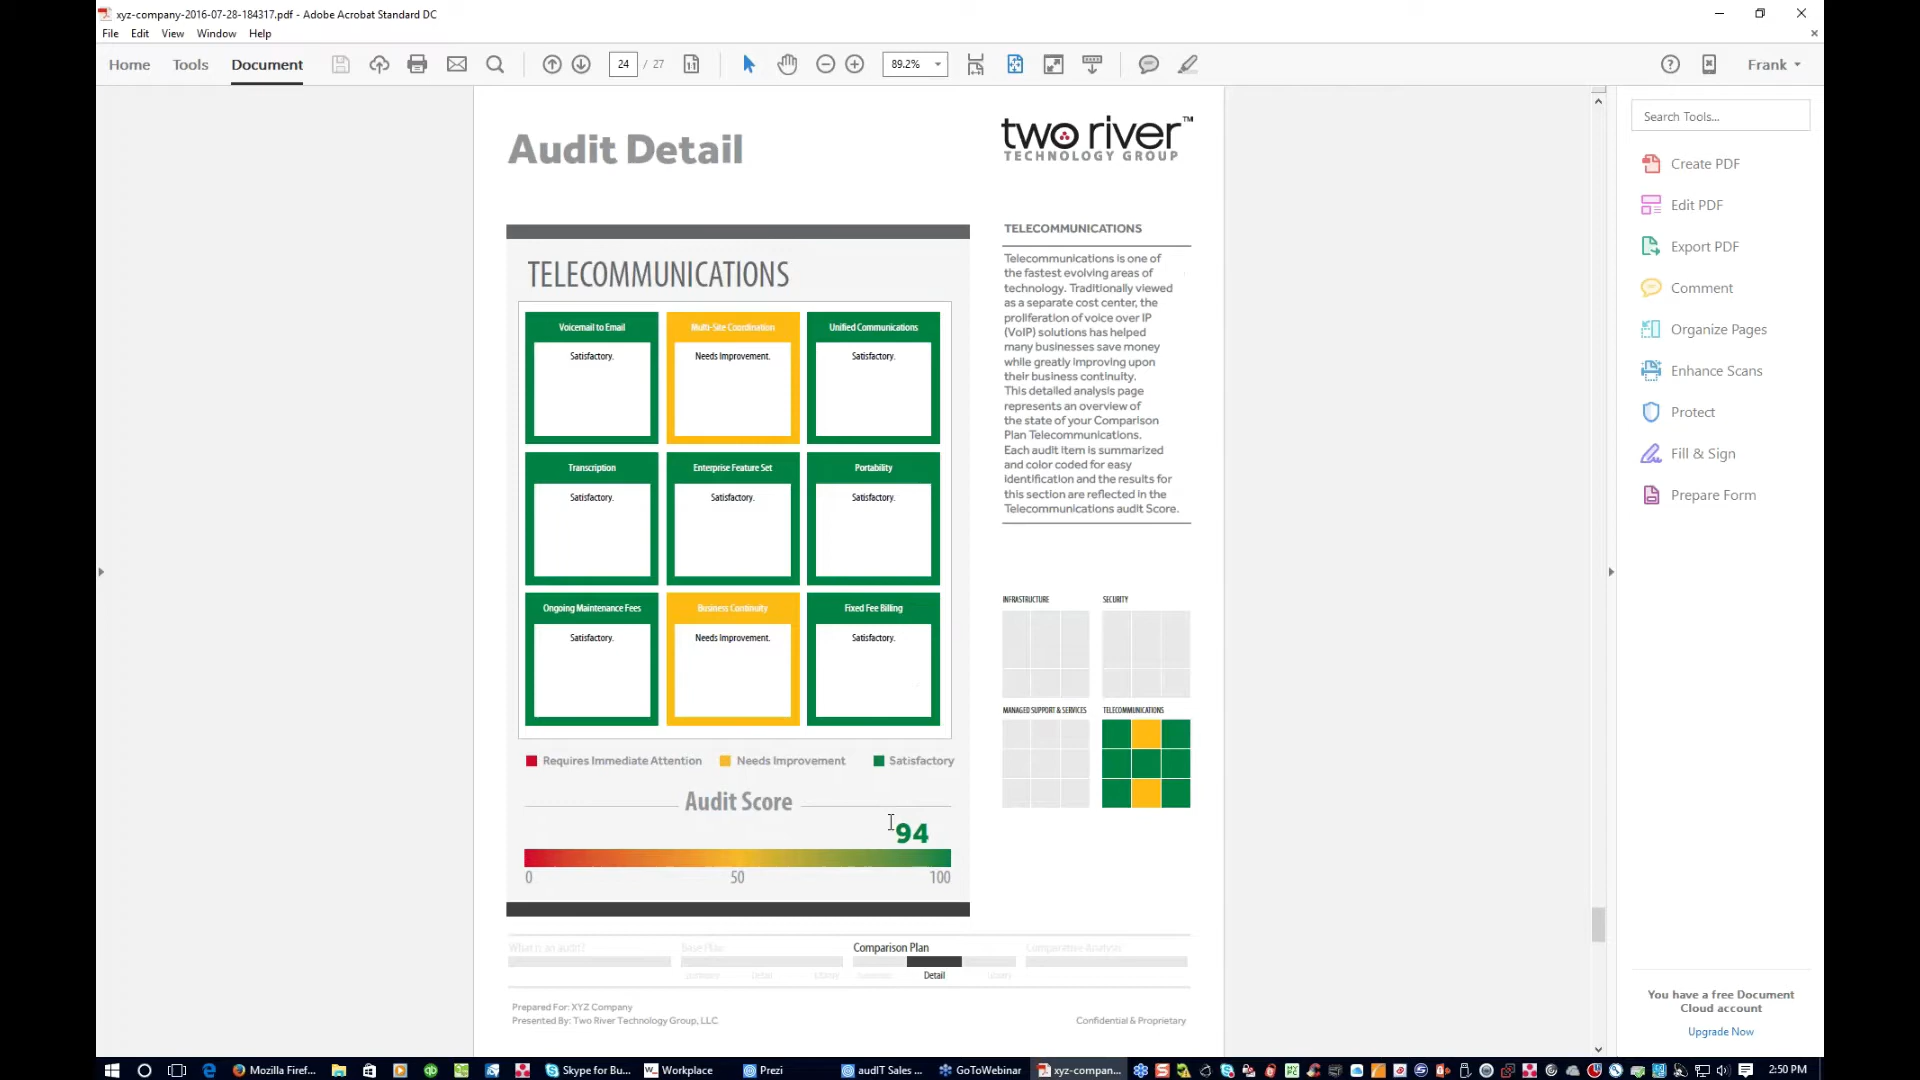 xyz-company-2016-07-28-184317.pdf - Adobe Acrobat Standard DC
File Edit View Window Help
Home Tools Document 24 / 27 89.2% Frank
Audit Detail
two river™
TECHNOLOGY GROUP
TELECOMMUNICATIONS
Voicemail to Email
Satisfactory.
Multi-Site Coordination
Needs Improvement.
Unified Communications
Satisfactory.
Transcription
Satisfactory.
Enterprise Feature Set
Satisfactory.
Portability
Satisfactory.
Ongoing Maintenance Fees
Satisfactory.
Business Continuity
Needs Improvement.
Fixed Fee Billing
Satisfactory.
Requires Immediate Attention Needs Improvement Satisfactory
Audit Score
94
0 50 100
TELECOMMUNICATIONS
Telecommunications is one of
the fastest evolving areas of
technology. Traditionally viewed
as a separate cost center, the
proliferation of voice over IP
(VoIP) solutions has helped
many businesses save money
while greatly improving upon
their business continuity.
This detailed analysis page
represents an overview of
the state of your Comparison
Plan Telecommunications.
Each audit item is summarized
and color coded for easy
identification and the results for
this section are reflected in the
Telecommunications audit Score.
INFRASTRUCTURE SECURITY
MANAGED SUPPORT & SERVICES TELECOMMUNICATIONS
What is an audit? Base Plan Comparison Plan Comparative Analysis
Summary Detail Detail
Prepared For: XYZ Company
Presented By: Two River Technology Group, LLC
Confidential & Proprietary
Search Tools...
Create PDF
Edit PDF
Export PDF
Comment
Organize Pages
Enhance Scans
Protect
Fill & Sign
Prepare Form
You have a free Document
Cloud account
Upgrade Now
Mozilla Firef... Skype for Bu... Workplace Prezi audIT Sales ... GoToWebinar xyz-compan... 2:50 PM